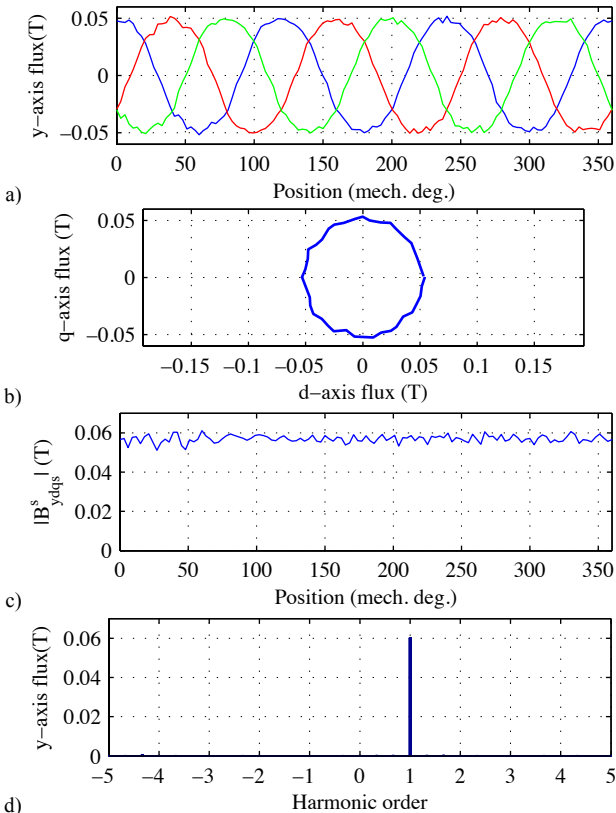 y−axis flux(T)
0.05
0
−0.05
0 50 100 150 200 250 300 350
Position (mech. deg.)
a)
q−axis flux (T)
0.05
0
−0.05
−0.15 −0.1 −0.05 0 0.05 0.1 0.15
d−axis flux (T)
b)
|B^s_ydqs| (T)
0.06
0.04
0.02
0
0 50 100 150 200 250 300 350
Position (mech. deg.)
c)
y−axis flux(T)
0.06
0.04
0.02
0
−5 −4 −3 −2 −1 0 1 2 3 4 5
Harmonic order
d)